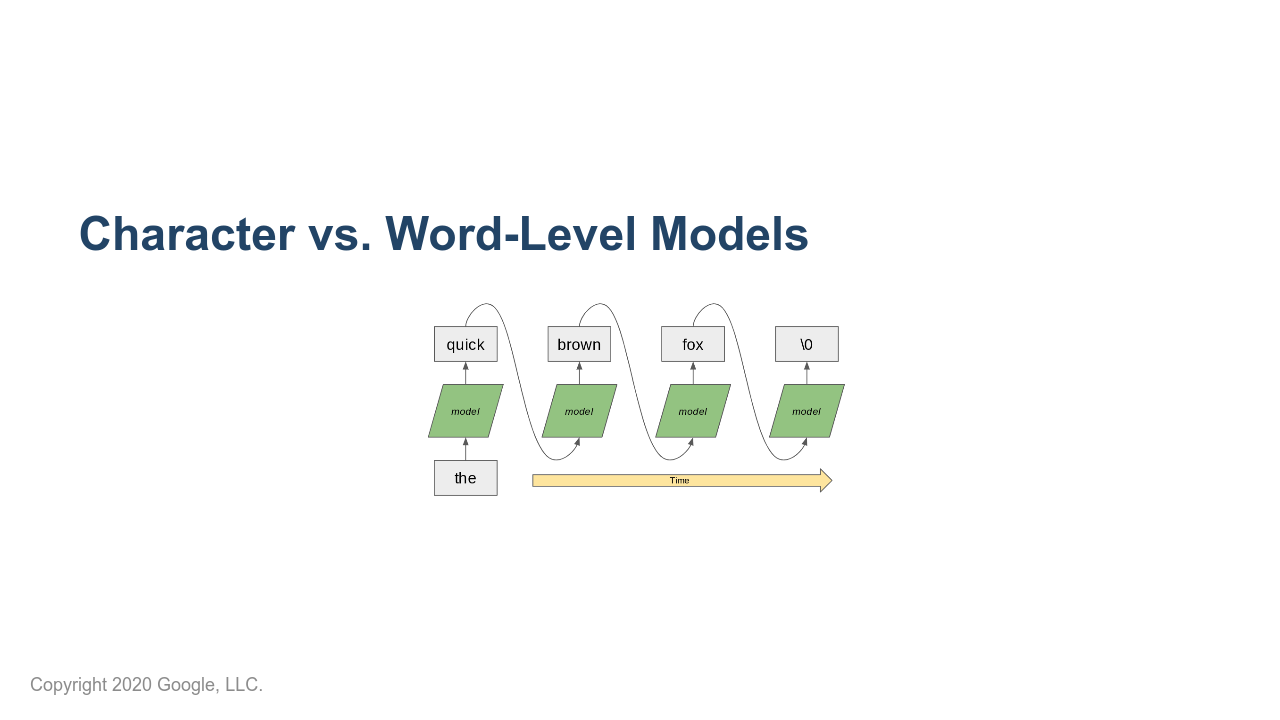 Character vs. Word-Level Models
quick brown fox \0
model model model model
the
Time
Copyright 2020 Google, LLC.